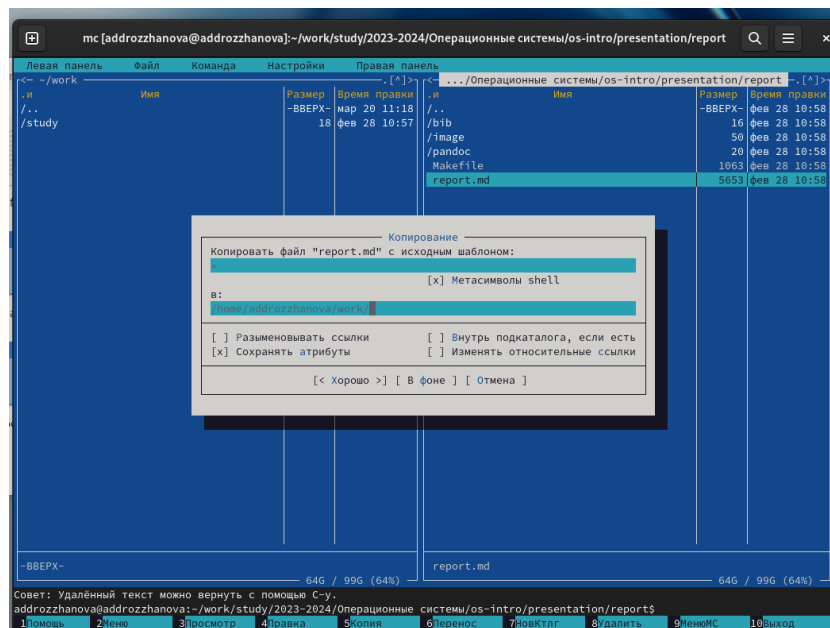 mc [addrozzhanova@addrozzhanova]:~/work/study/2023-2024/Операционные системы/os-intro/presentation/report
Левая панель Файл Команда Настройки Правая панель
<— ~/work .[^]> <— .../Операционные системы/os-intro/presentation/report .[^]>
.и Имя Размер Время правки .и Имя Размер Время правки
/.. -ВВЕРХ- мар 20 11:18 /.. -ВВЕРХ- фев 28 10:58
/study 18 фев 28 10:57 /bib 16 фев 28 10:58
/image 50 фев 28 10:58
/pandoc 20 фев 28 10:58
Makefile 1063 фев 28 10:58
report.md 5653 фев 28 10:58
Копирование
Копировать файл "report.md" с исходным шаблоном:
*
[x] Метасимволы shell
в:
/home/addrozzhanova/work/
[ ] Разыменовывать ссылки [ ] Внутрь подкаталога, если есть
[x] Сохранять атрибуты [ ] Изменять относительные ссылки
[< Хорошо >] [ В фоне ] [ Отмена ]
-ВВЕРХ- report.md
64G / 99G (64%) 64G / 99G (64%)
Совет: Удалённый текст можно вернуть с помощью C-y.
addrozzhanova@addrozzhanova:~/work/study/2023-2024/Операционные системы/os-intro/presentation/report$
1Помощь 2Меню 3Просмотр 4Правка 5Копия 6Перенос 7НовКтлг 8Удалить 9МенюМС 10Выход